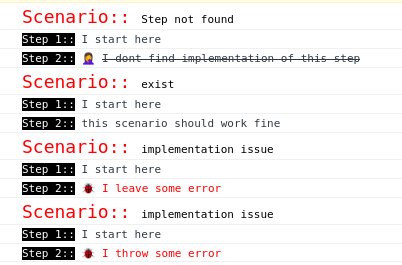 Scenario:: Step not found
Step 1:: I start here
Step 2:: 🤦‍♀️ I dont find implementation of this step
Scenario:: exist
Step 1:: I start here
Step 2:: this scenario should work fine
Scenario:: implementation issue
Step 1:: I start here
Step 2:: 🐞 I leave some error
Scenario:: implementation issue
Step 1:: I start here
Step 2:: 🐞 I throw some error